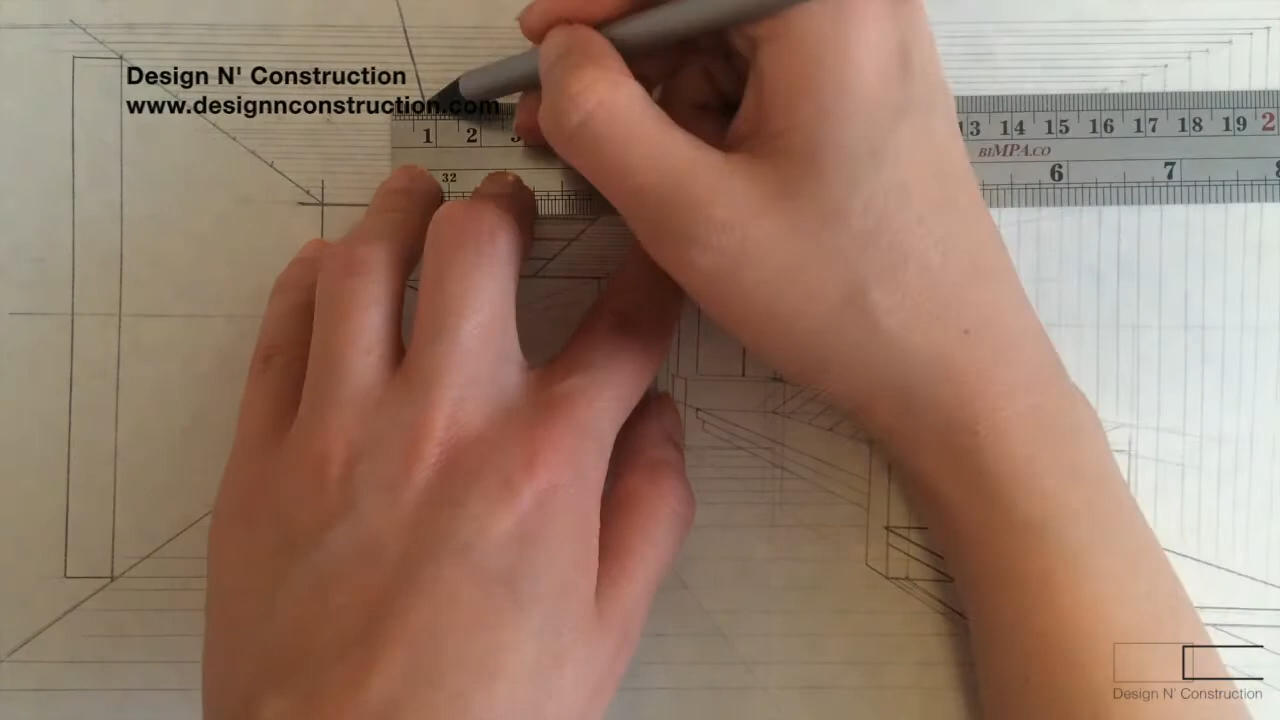 Design N' Construction
www.designnconstruction.com
1 2 3 13 14 15 16 17 18 19 2
BIMPA.CO
32 6 7 8
Design N' Construction